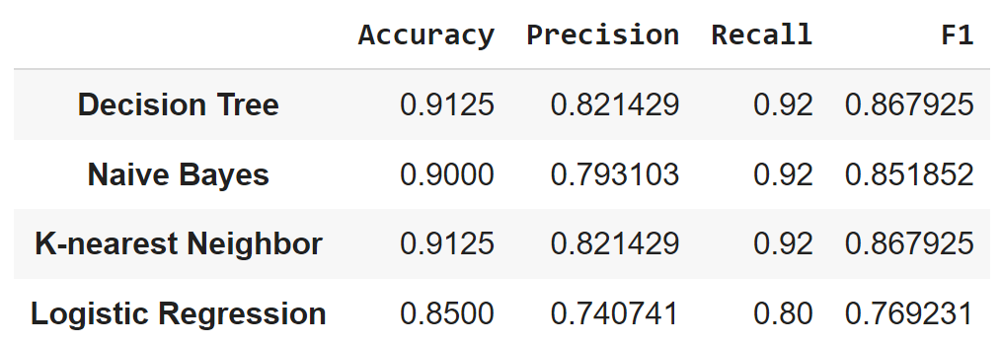 Accuracy Precision Recall F1
Decision Tree 0.9125 0.821429 0.92 0.867925
Naive Bayes 0.9000 0.793103 0.92 0.851852
K-nearest Neighbor 0.9125 0.821429 0.92 0.867925
Logistic Regression 0.8500 0.740741 0.80 0.769231